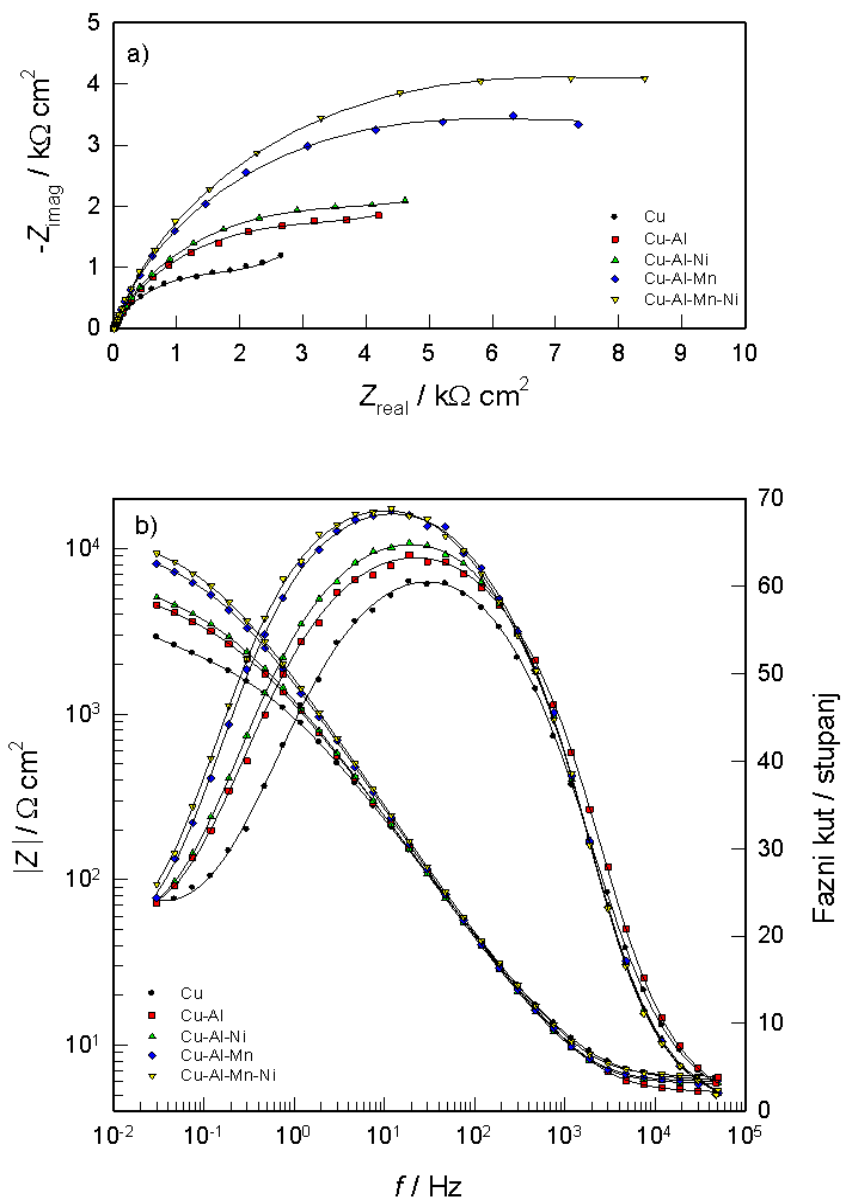 a)
5
4
3
2
1
0
-Zimag / kΩ cm2
0 1 2 3 4 5 6 7 8 9 10
Zreal / kΩ cm2
Cu
Cu-Al
Cu-Al-Ni
Cu-Al-Mn
Cu-Al-Mn-Ni
b)
104
103
102
101
|Z| / Ω cm2
70
60
50
40
30
20
10
0
Fazni kut / stupanj
Cu
Cu-Al
Cu-Al-Ni
Cu-Al-Mn
Cu-Al-Mn-Ni
10-2 10-1 100 101 102 103 104 105
f / Hz